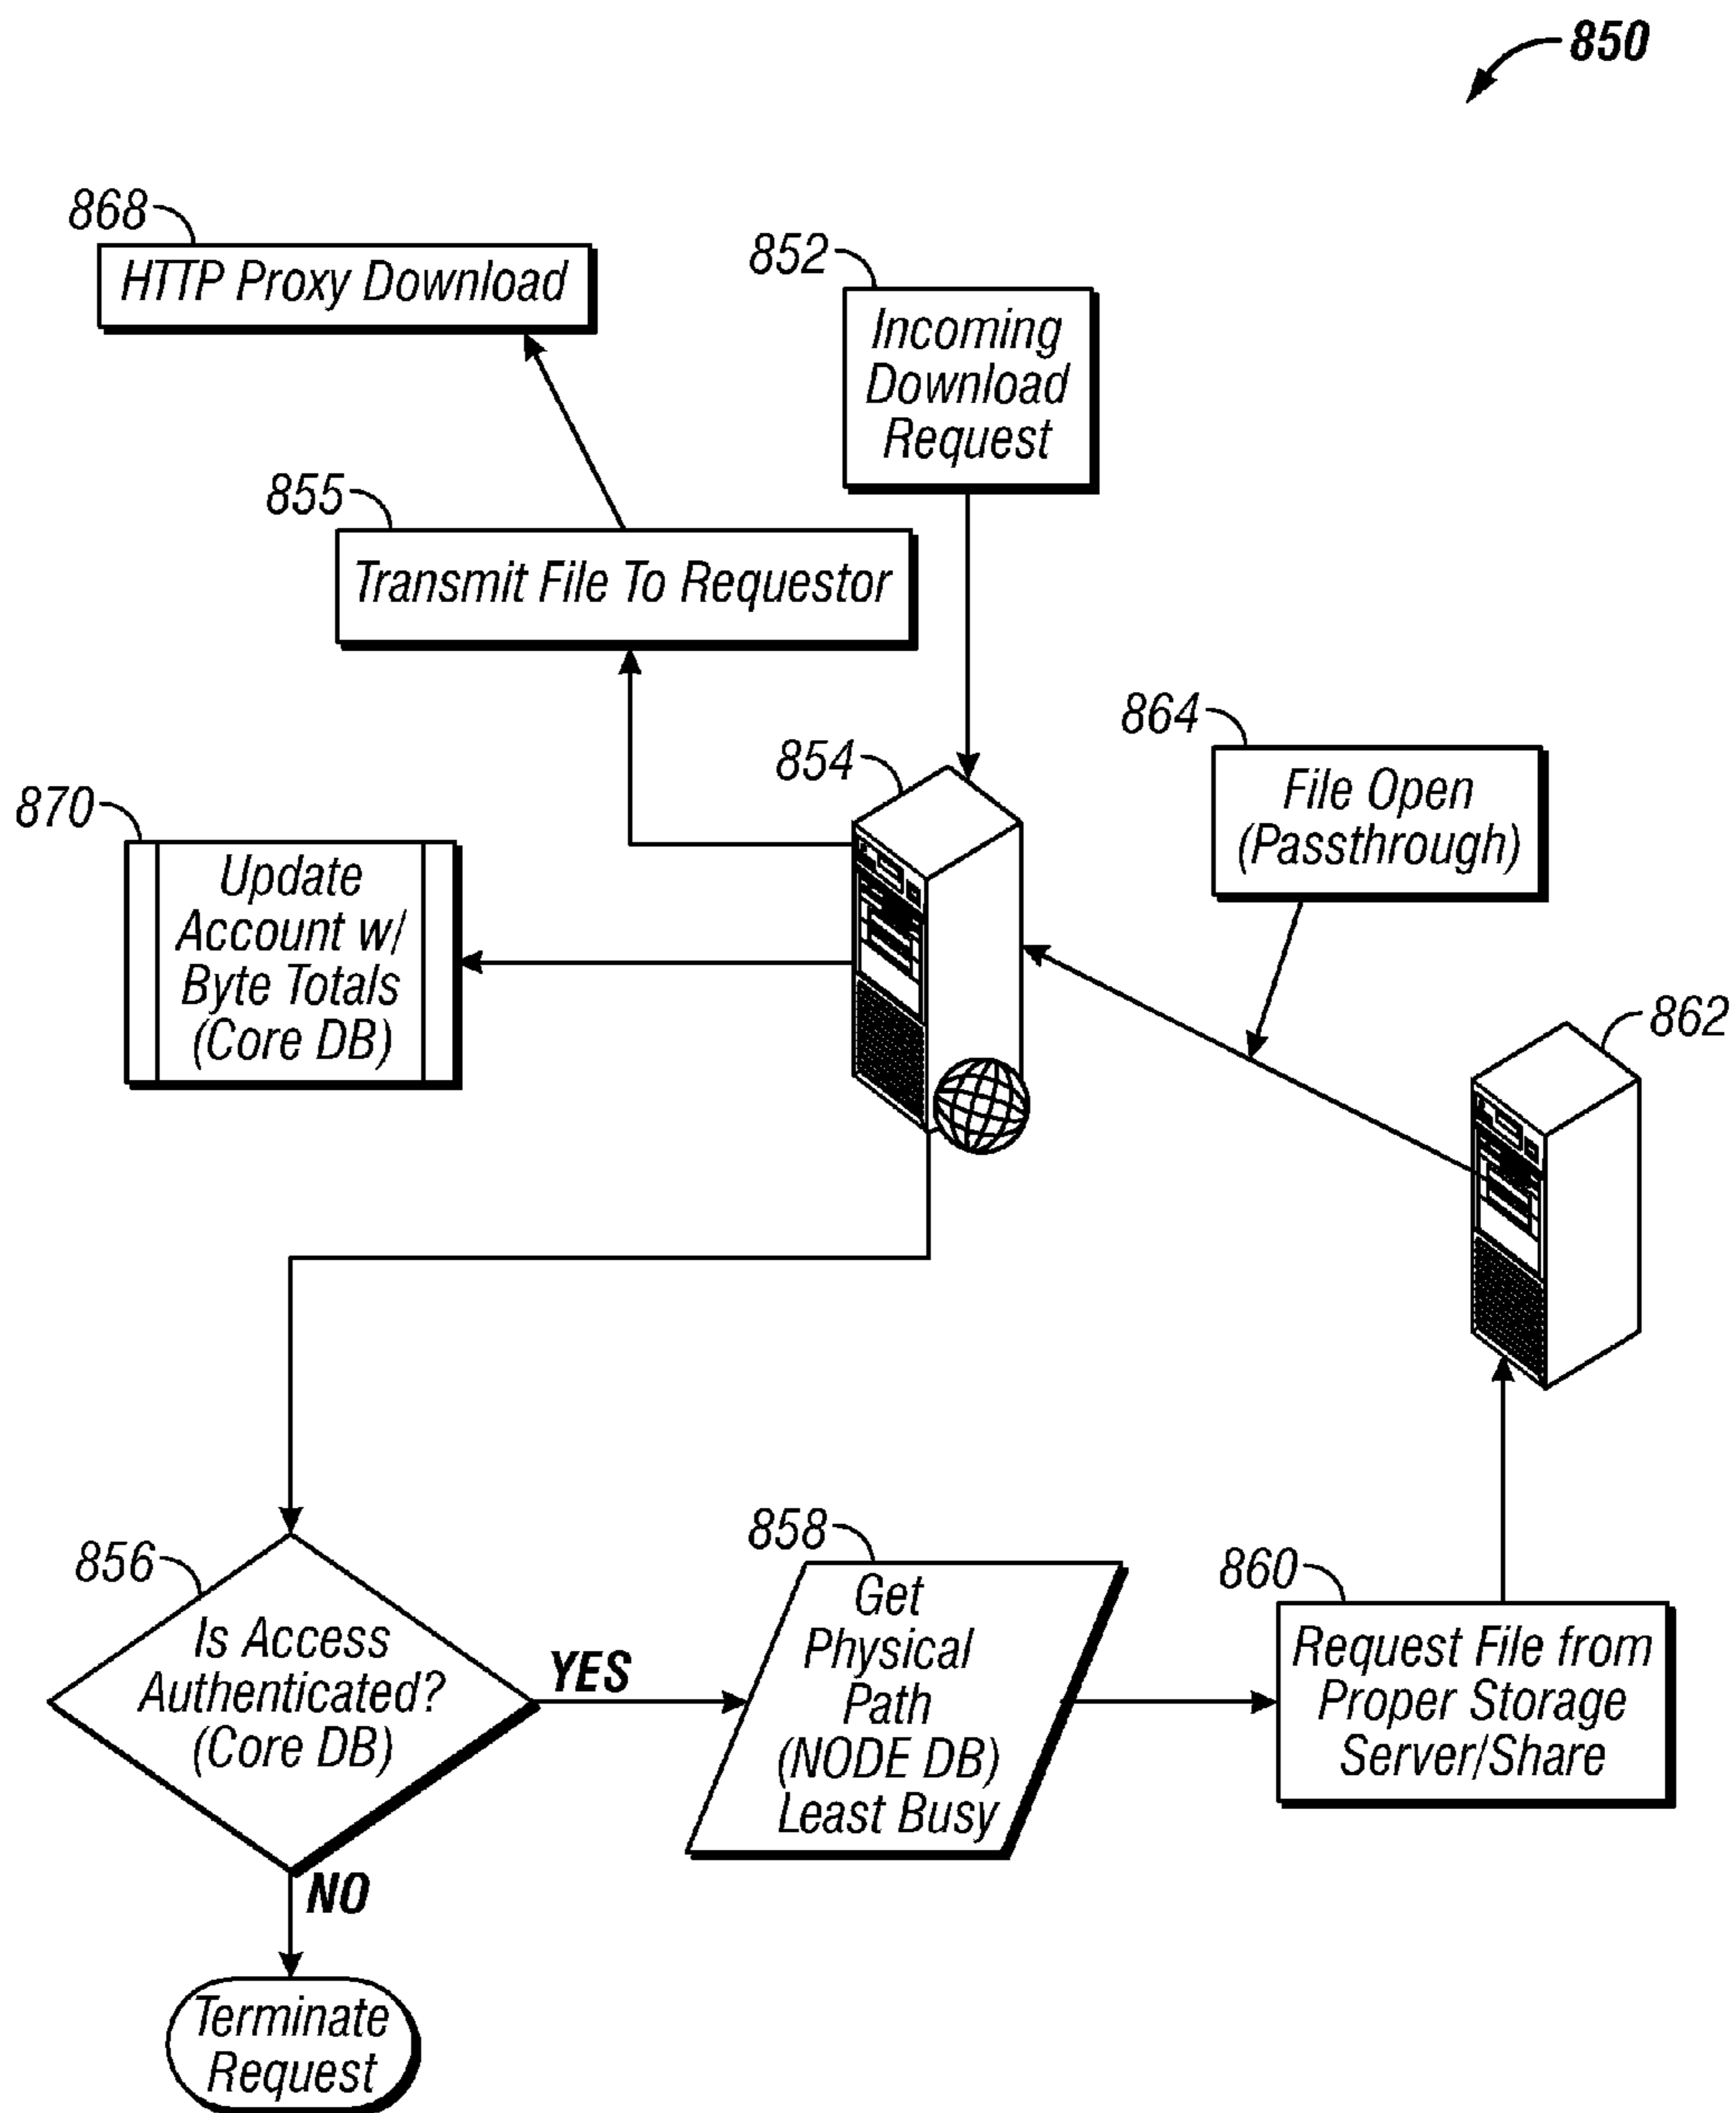 850
868
HTTP Proxy Download
852
Incoming
Download
Request
855
Transmit File To Requestor
864
File Open
(Passthrough)
854
870
Update
Account w/
Byte Totals
(Core DB)
862
856
Is Access
Authenticated?
(Core DB)
YES
858
Get
Physical
Path
(NODE DB)
Least Busy
860
Request File from
Proper Storage
Server/Share
NO
Terminate
Request